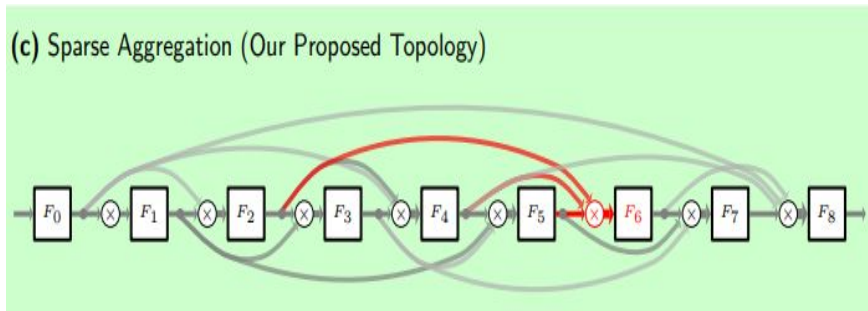 (c) Sparse Aggregation (Our Proposed Topology)
F0 ⊗ F1 ⊗ F2 ⊗ F3 ⊗ F4 ⊗ F5 ⊗ F6 ⊗ F7 ⊗ F8